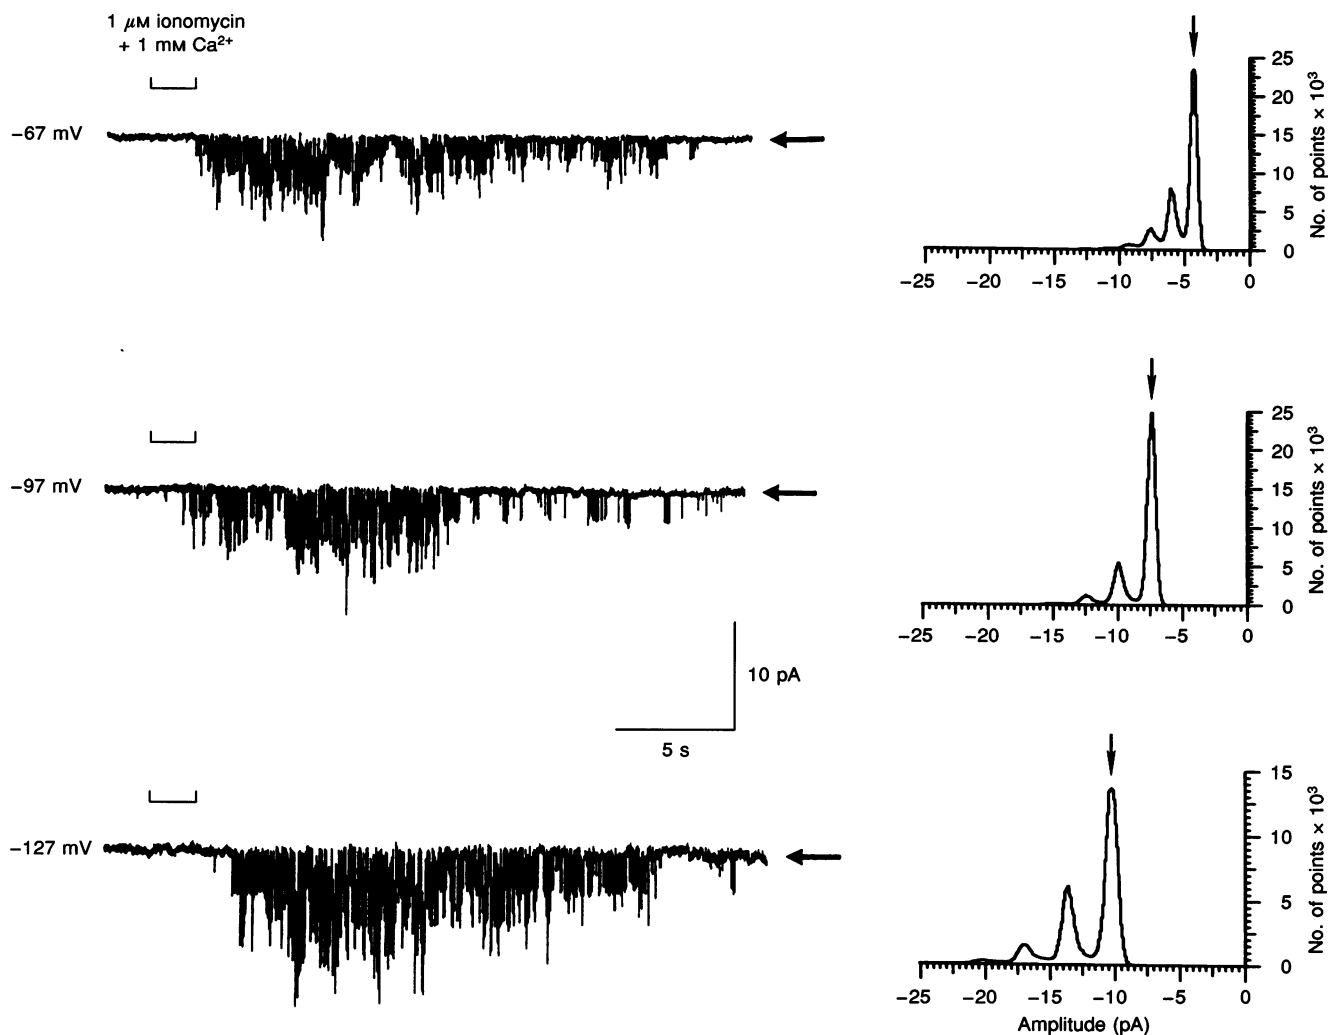 1 μM ionomycin
+ 1 mM Ca²⁺
−67 mV
25
20
15
10
5
0
No. of points × 10³
−25 −20 −15 −10 −5 0
−97 mV
25
20
15
10
5
0
No. of points × 10³
−25 −20 −15 −10 −5 0
10 pA
5 s
−127 mV
15
10
5
0
No. of points × 10³
−25 −20 −15 −10 −5 0
Amplitude (pA)